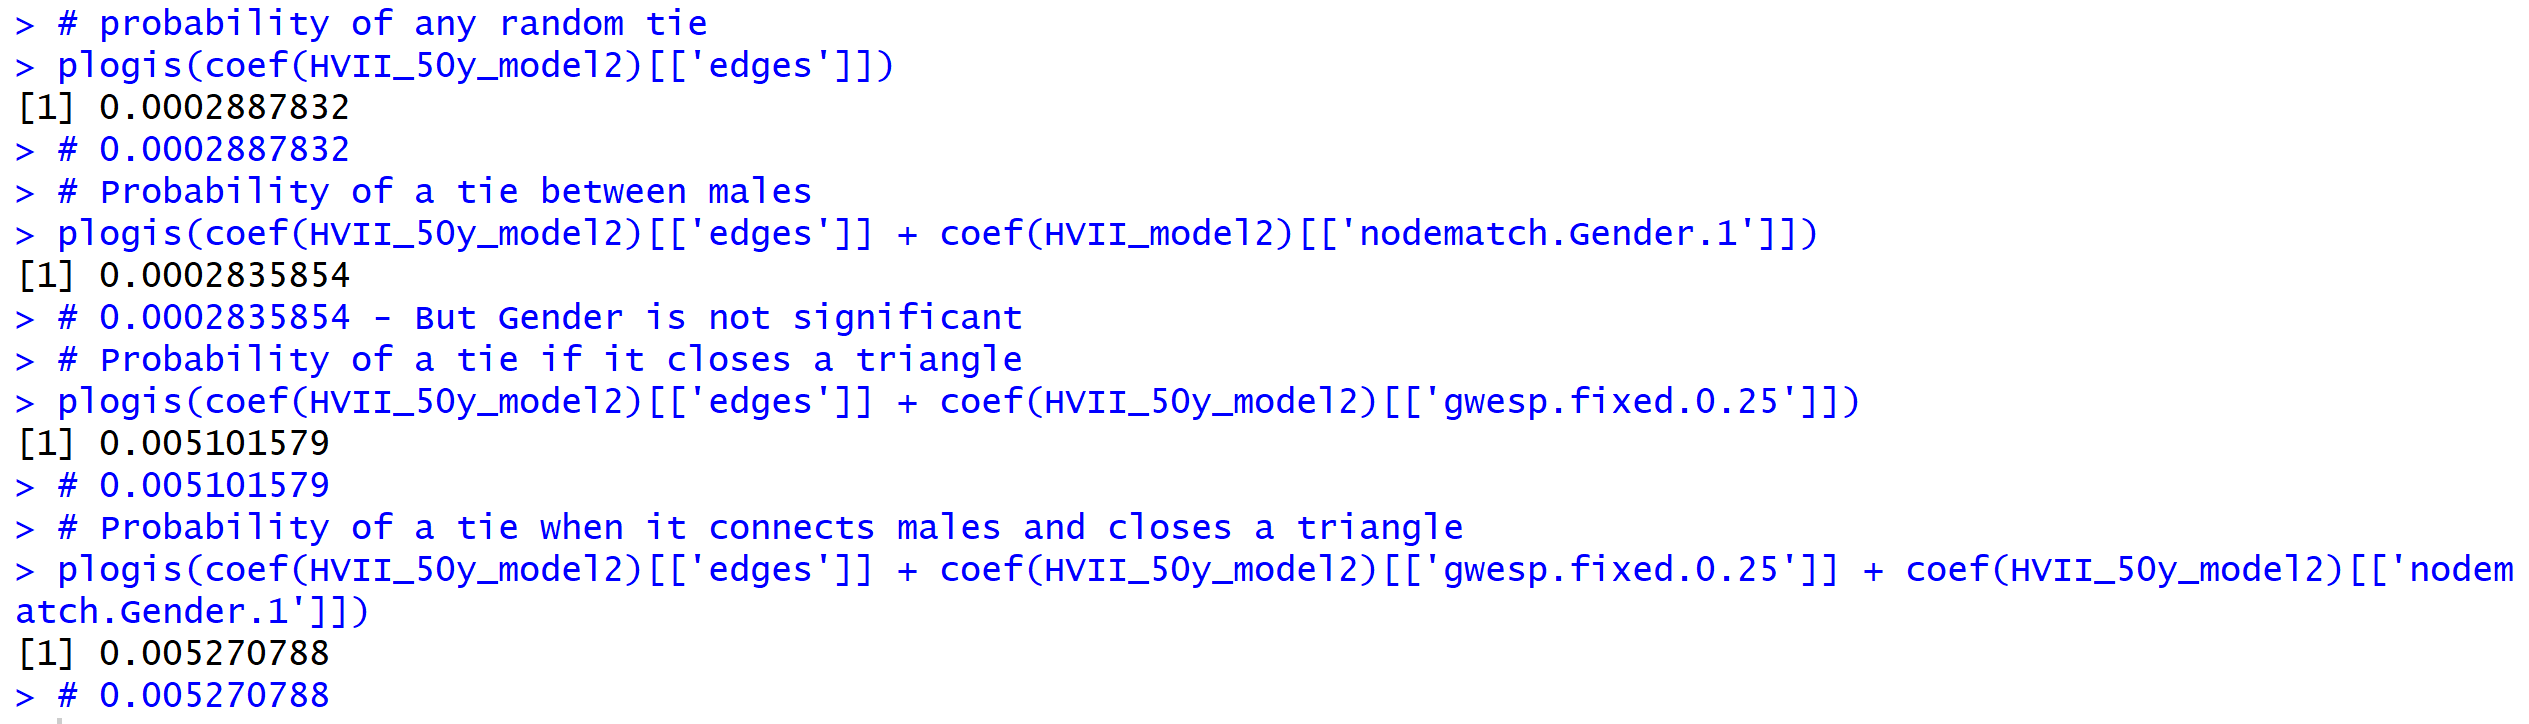 > # probability of any random tie
> plogis(coef(HVII_50y_model2)[['edges']])
[1] 0.0002887832
> # 0.0002887832
> # Probability of a tie between males
> plogis(coef(HVII_50y_model2)[['edges']] + coef(HVII_model2)[['nodematch.Gender.1']])
[1] 0.0002835854
> # 0.0002835854 - But Gender is not significant
> # Probability of a tie if it closes a triangle
> plogis(coef(HVII_50y_model2)[['edges']] + coef(HVII_50y_model2)[['gwesp.fixed.0.25']])
[1] 0.005101579
> # 0.005101579
> # Probability of a tie when it connects males and closes a triangle
> plogis(coef(HVII_50y_model2)[['edges']] + coef(HVII_50y_model2)[['gwesp.fixed.0.25']] + coef(HVII_50y_model2)[['nodem
atch.Gender.1']])
[1] 0.005270788
> # 0.005270788